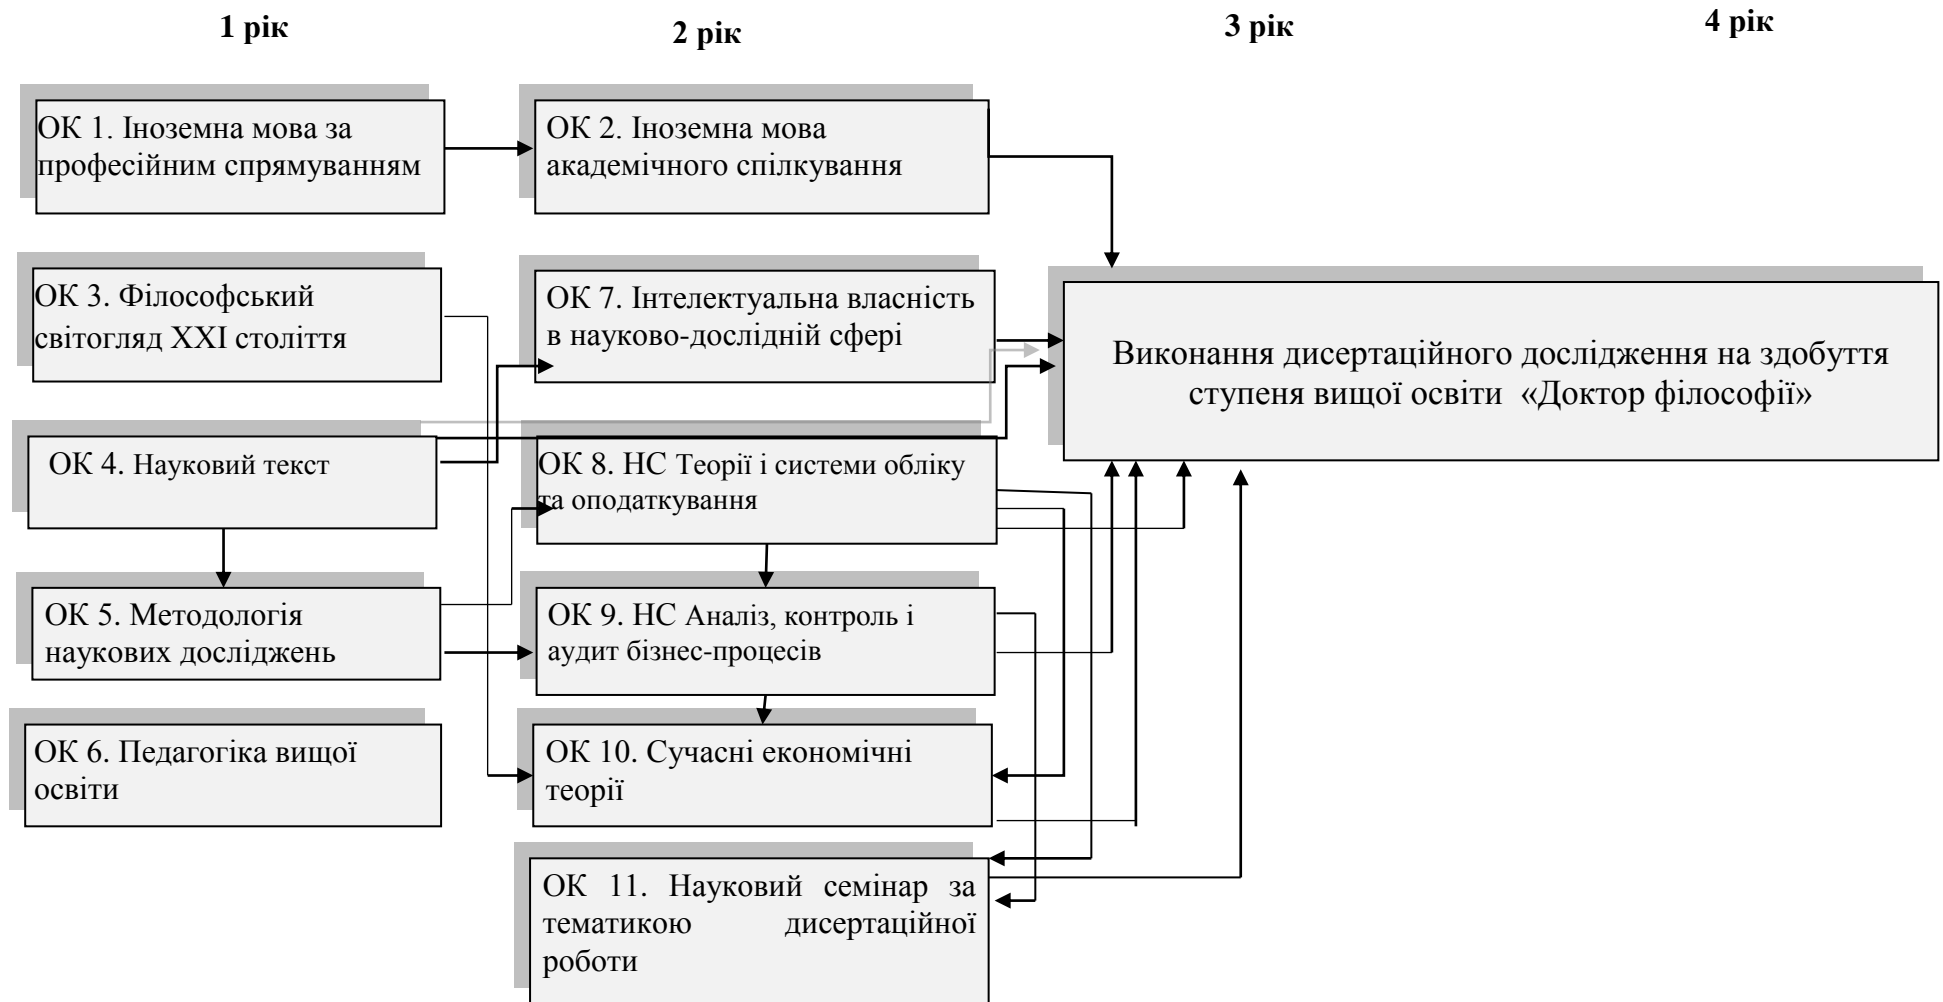 1 рік
2 рік
3 рік
4 рік
ОК 1. Іноземна мова за
професійним спрямуванням
ОК 2. Іноземна мова
академічного спілкування
ОК 3. Філософський
світогляд XXI століття
ОК 7. Інтелектуальна власність
в науково-дослідній сфері
Виконання дисертаційного дослідження на здобуття
ступеня вищої освіти «Доктор філософії»
ОК 4. Науковий текст
ОК 8. НС Теорії і системи обліку
та оподаткування
ОК 5. Методологія
наукових досліджень
ОК 9. НС Аналіз, контроль і
аудит бізнес-процесів
ОК 6. Педагогіка вищої
освіти
ОК 10. Сучасні економічні
теорії
ОК 11. Науковий семінар за
тематикою дисертаційної
роботи